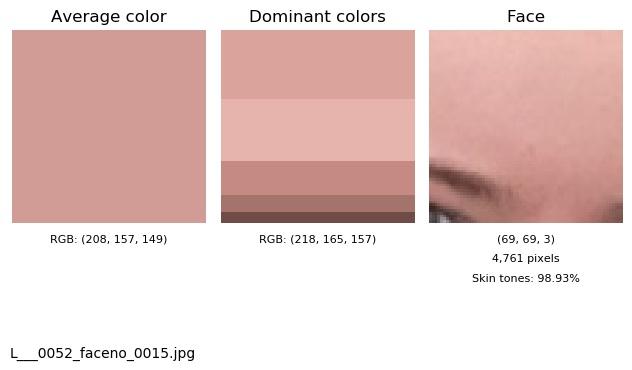 Average color
Dominant colors
Face
RGB: (208, 157, 149)
RGB: (218, 165, 157)
(69, 69, 3)
4,761 pixels
Skin tones: 98.93%
L___0052_faceno_0015.jpg